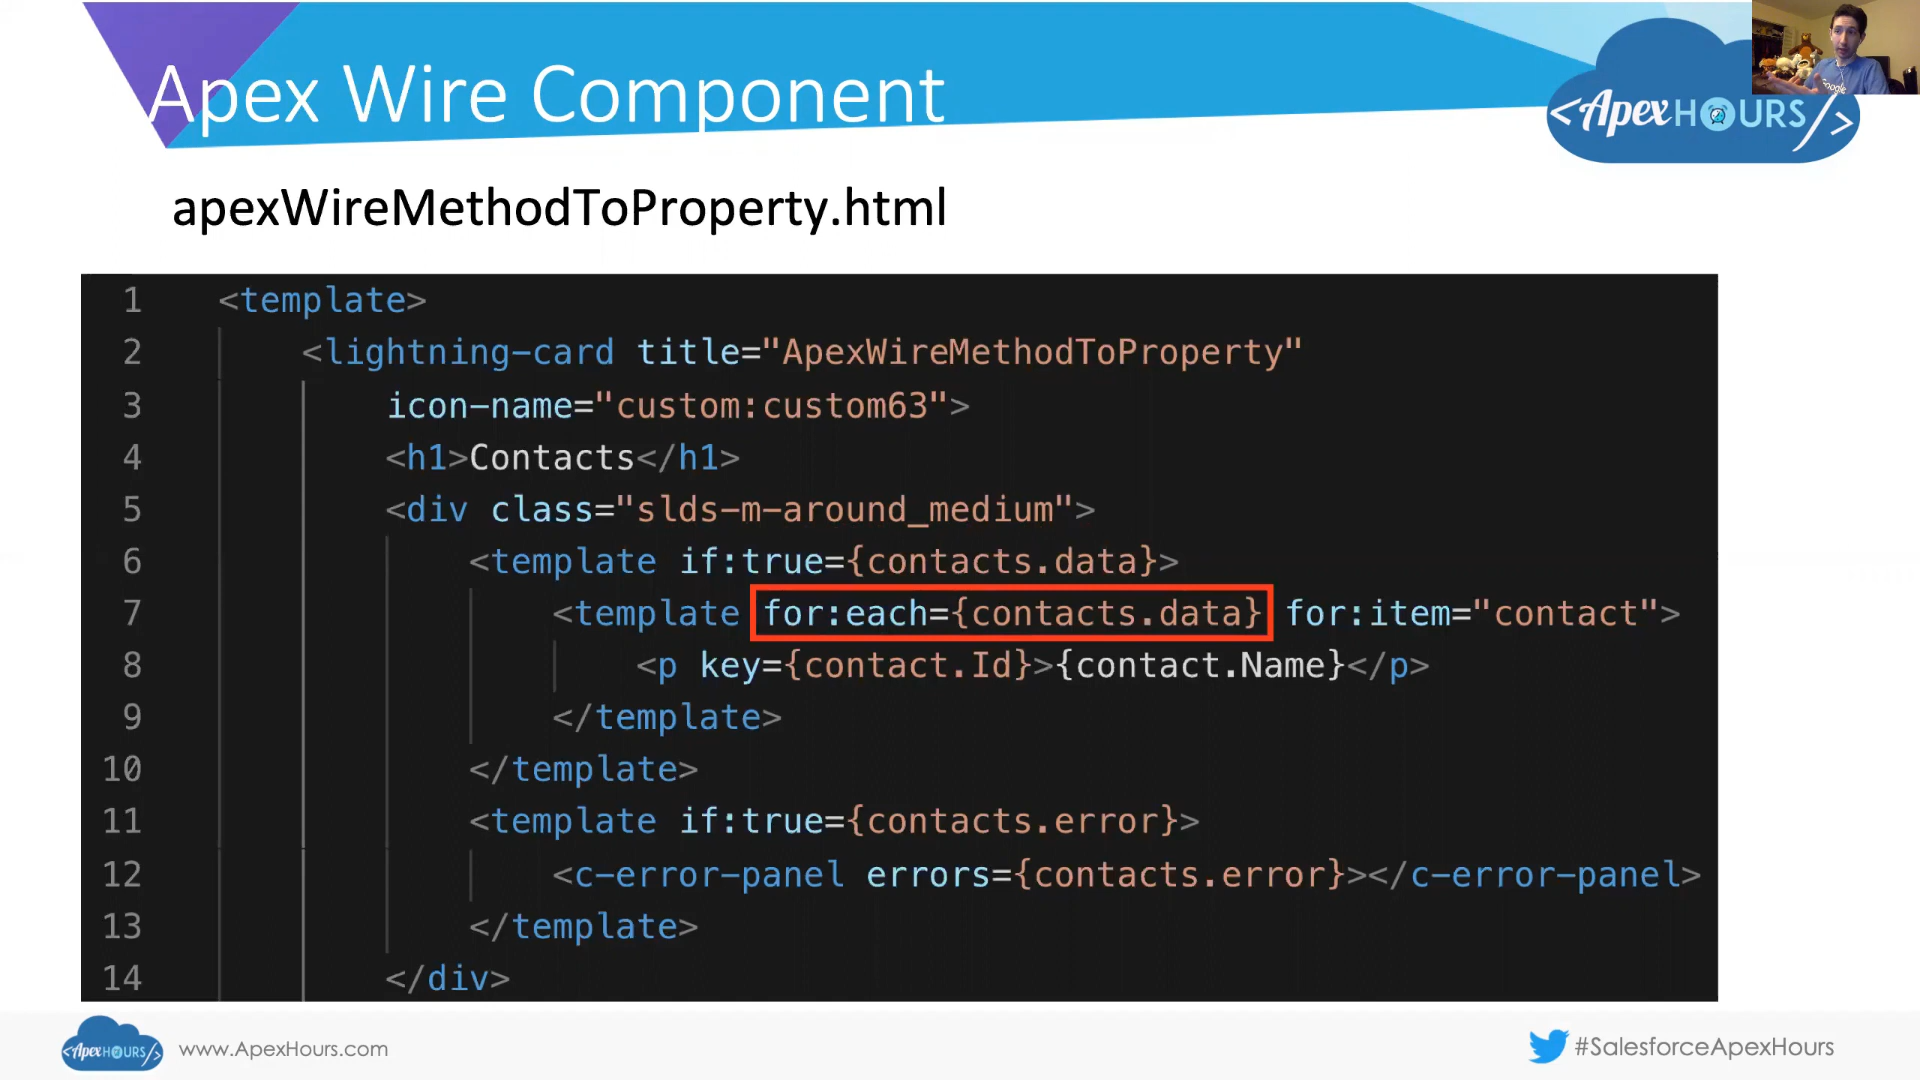 Apex Wire Component
Google
<ApexHOURS/>
apexWireMethodToProperty.html
1 <template>
2 <lightning-card title="ApexWireMethodToProperty"
3 icon-name="custom:custom63">
4 <h1>Contacts</h1>
5 <div class="slds-m-around_medium">
6 <template if:true={contacts.data}>
7 <template for:each={contacts.data} for:item="contact">
8 <p key={contact.Id}>{contact.Name}</p>
9 </template>
10 </template>
11 <template if:true={contacts.error}>
12 <c-error-panel errors={contacts.error}></c-error-panel>
13 </template>
14 </div>
<ApexHOURS/> www.ApexHours.com
#SalesforceApexHours